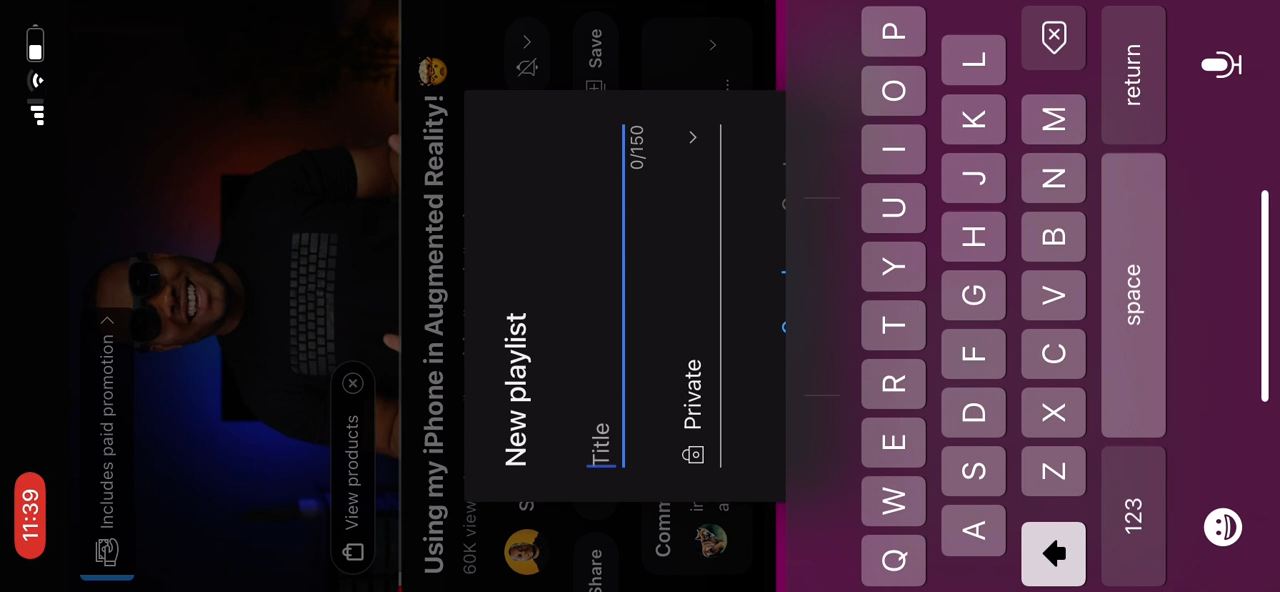 11:39
Includes paid promotion
View products
Using my iPhone in Augmented Reality! 🤯
60K view
Share
Save
Comm
New playlist
Title
0/150
Private
Q W E R T Y U I O P
A S D F G H J K L
Z X C V B N M
123 space return